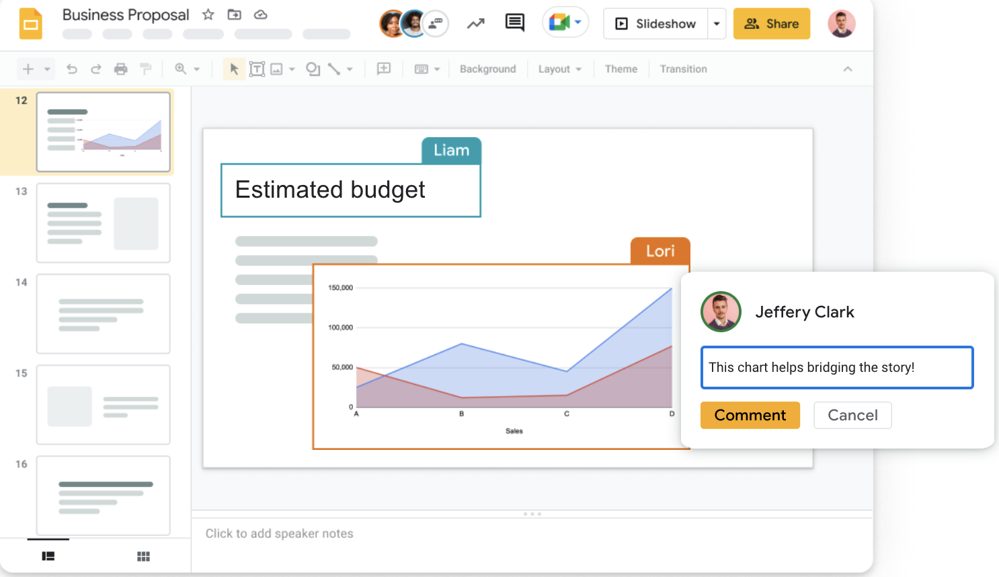 Business Proposal
Slideshow
Share
Background
Layout
Theme
Transition
12
13
14
15
16
Liam
Estimated budget
Lori
150,000
100,000
50,000
0
A
B
C
D
Sales
Jeffery Clark
This chart helps bridging the story!
Comment
Cancel
Click to add speaker notes